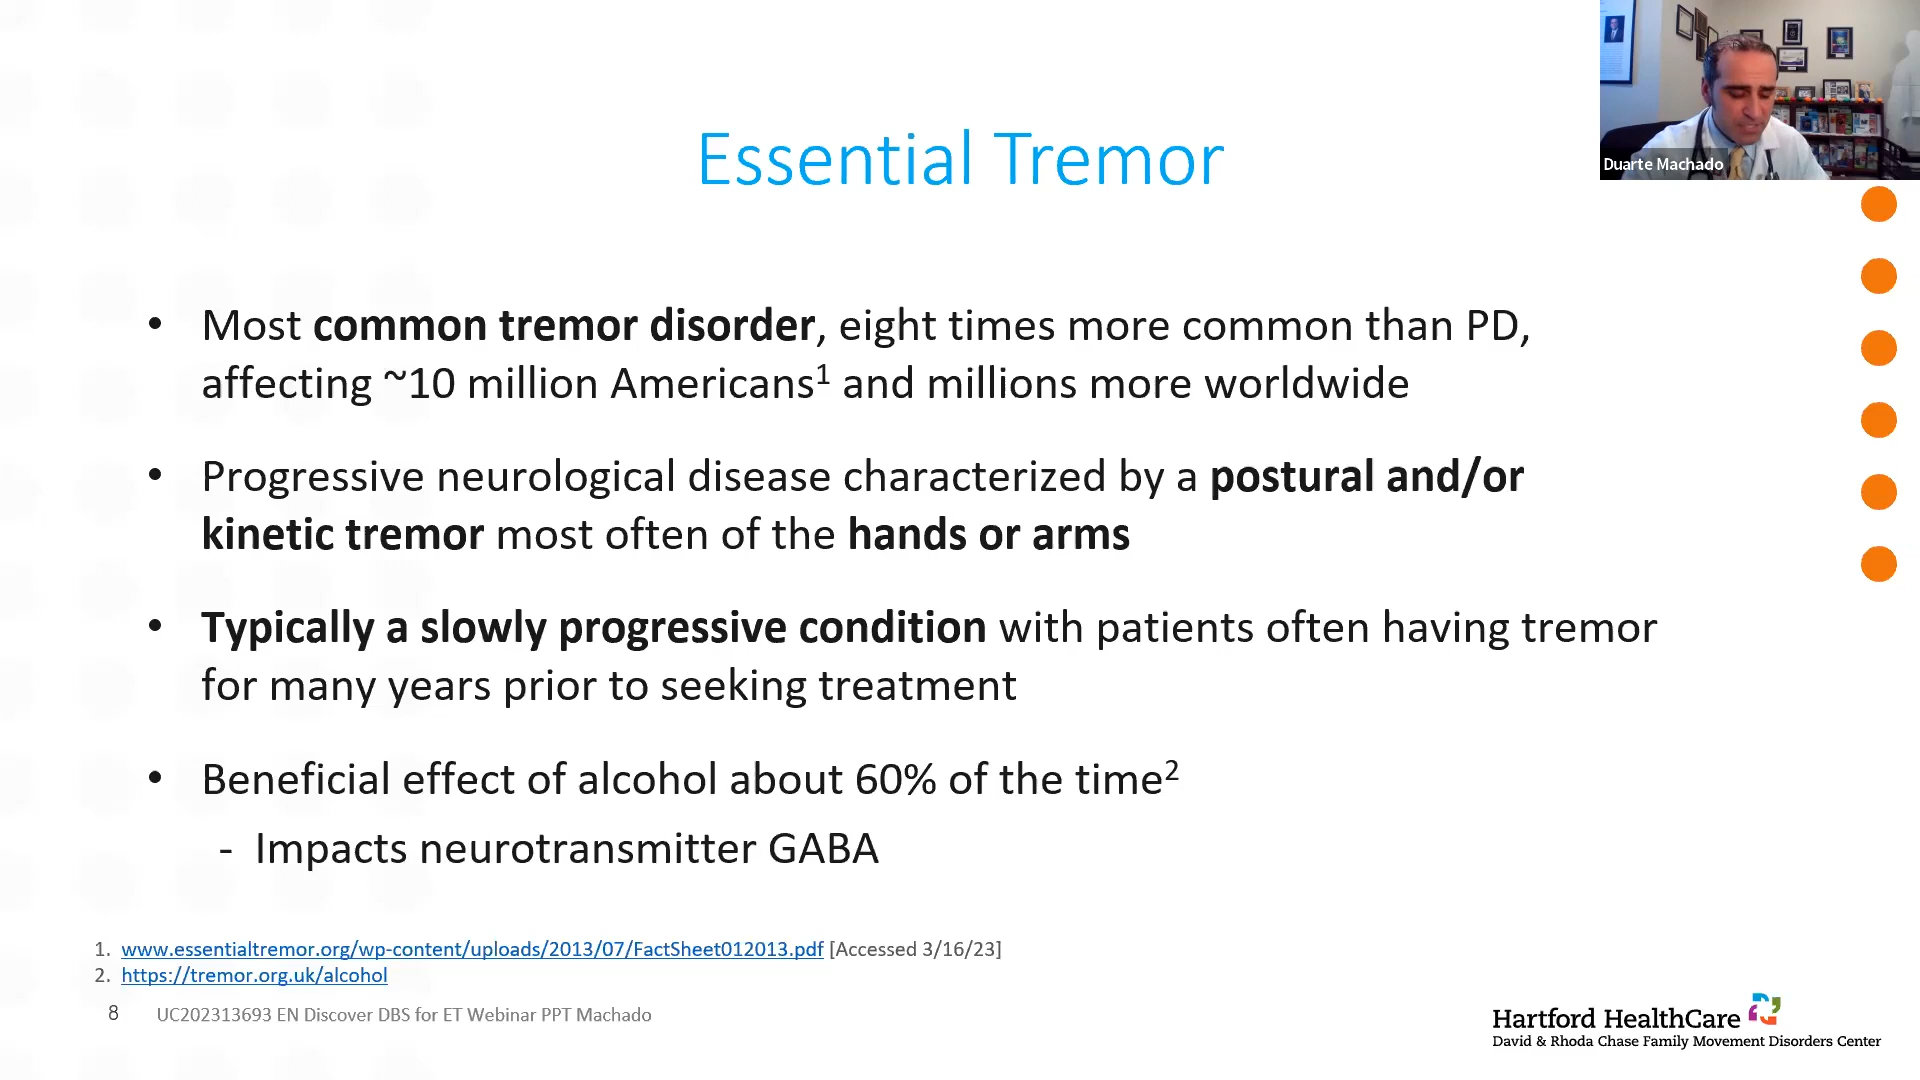 Duarte Machado
Essential Tremor
• Most common tremor disorder, eight times more common than PD,
affecting ~10 million Americans¹ and millions more worldwide
• Progressive neurological disease characterized by a postural and/or
kinetic tremor most often of the hands or arms
• Typically a slowly progressive condition with patients often having tremor
for many years prior to seeking treatment
• Beneficial effect of alcohol about 60% of the time²
- Impacts neurotransmitter GABA
1. www.essentialtremor.org/wp-content/uploads/2013/07/FactSheet012013.pdf [Accessed 3/16/23]
2. https://tremor.org.uk/alcohol
8 UC202313693 EN Discover DBS for ET Webinar PPT Machado
Hartford HealthCare
David & Rhoda Chase Family Movement Disorders Center